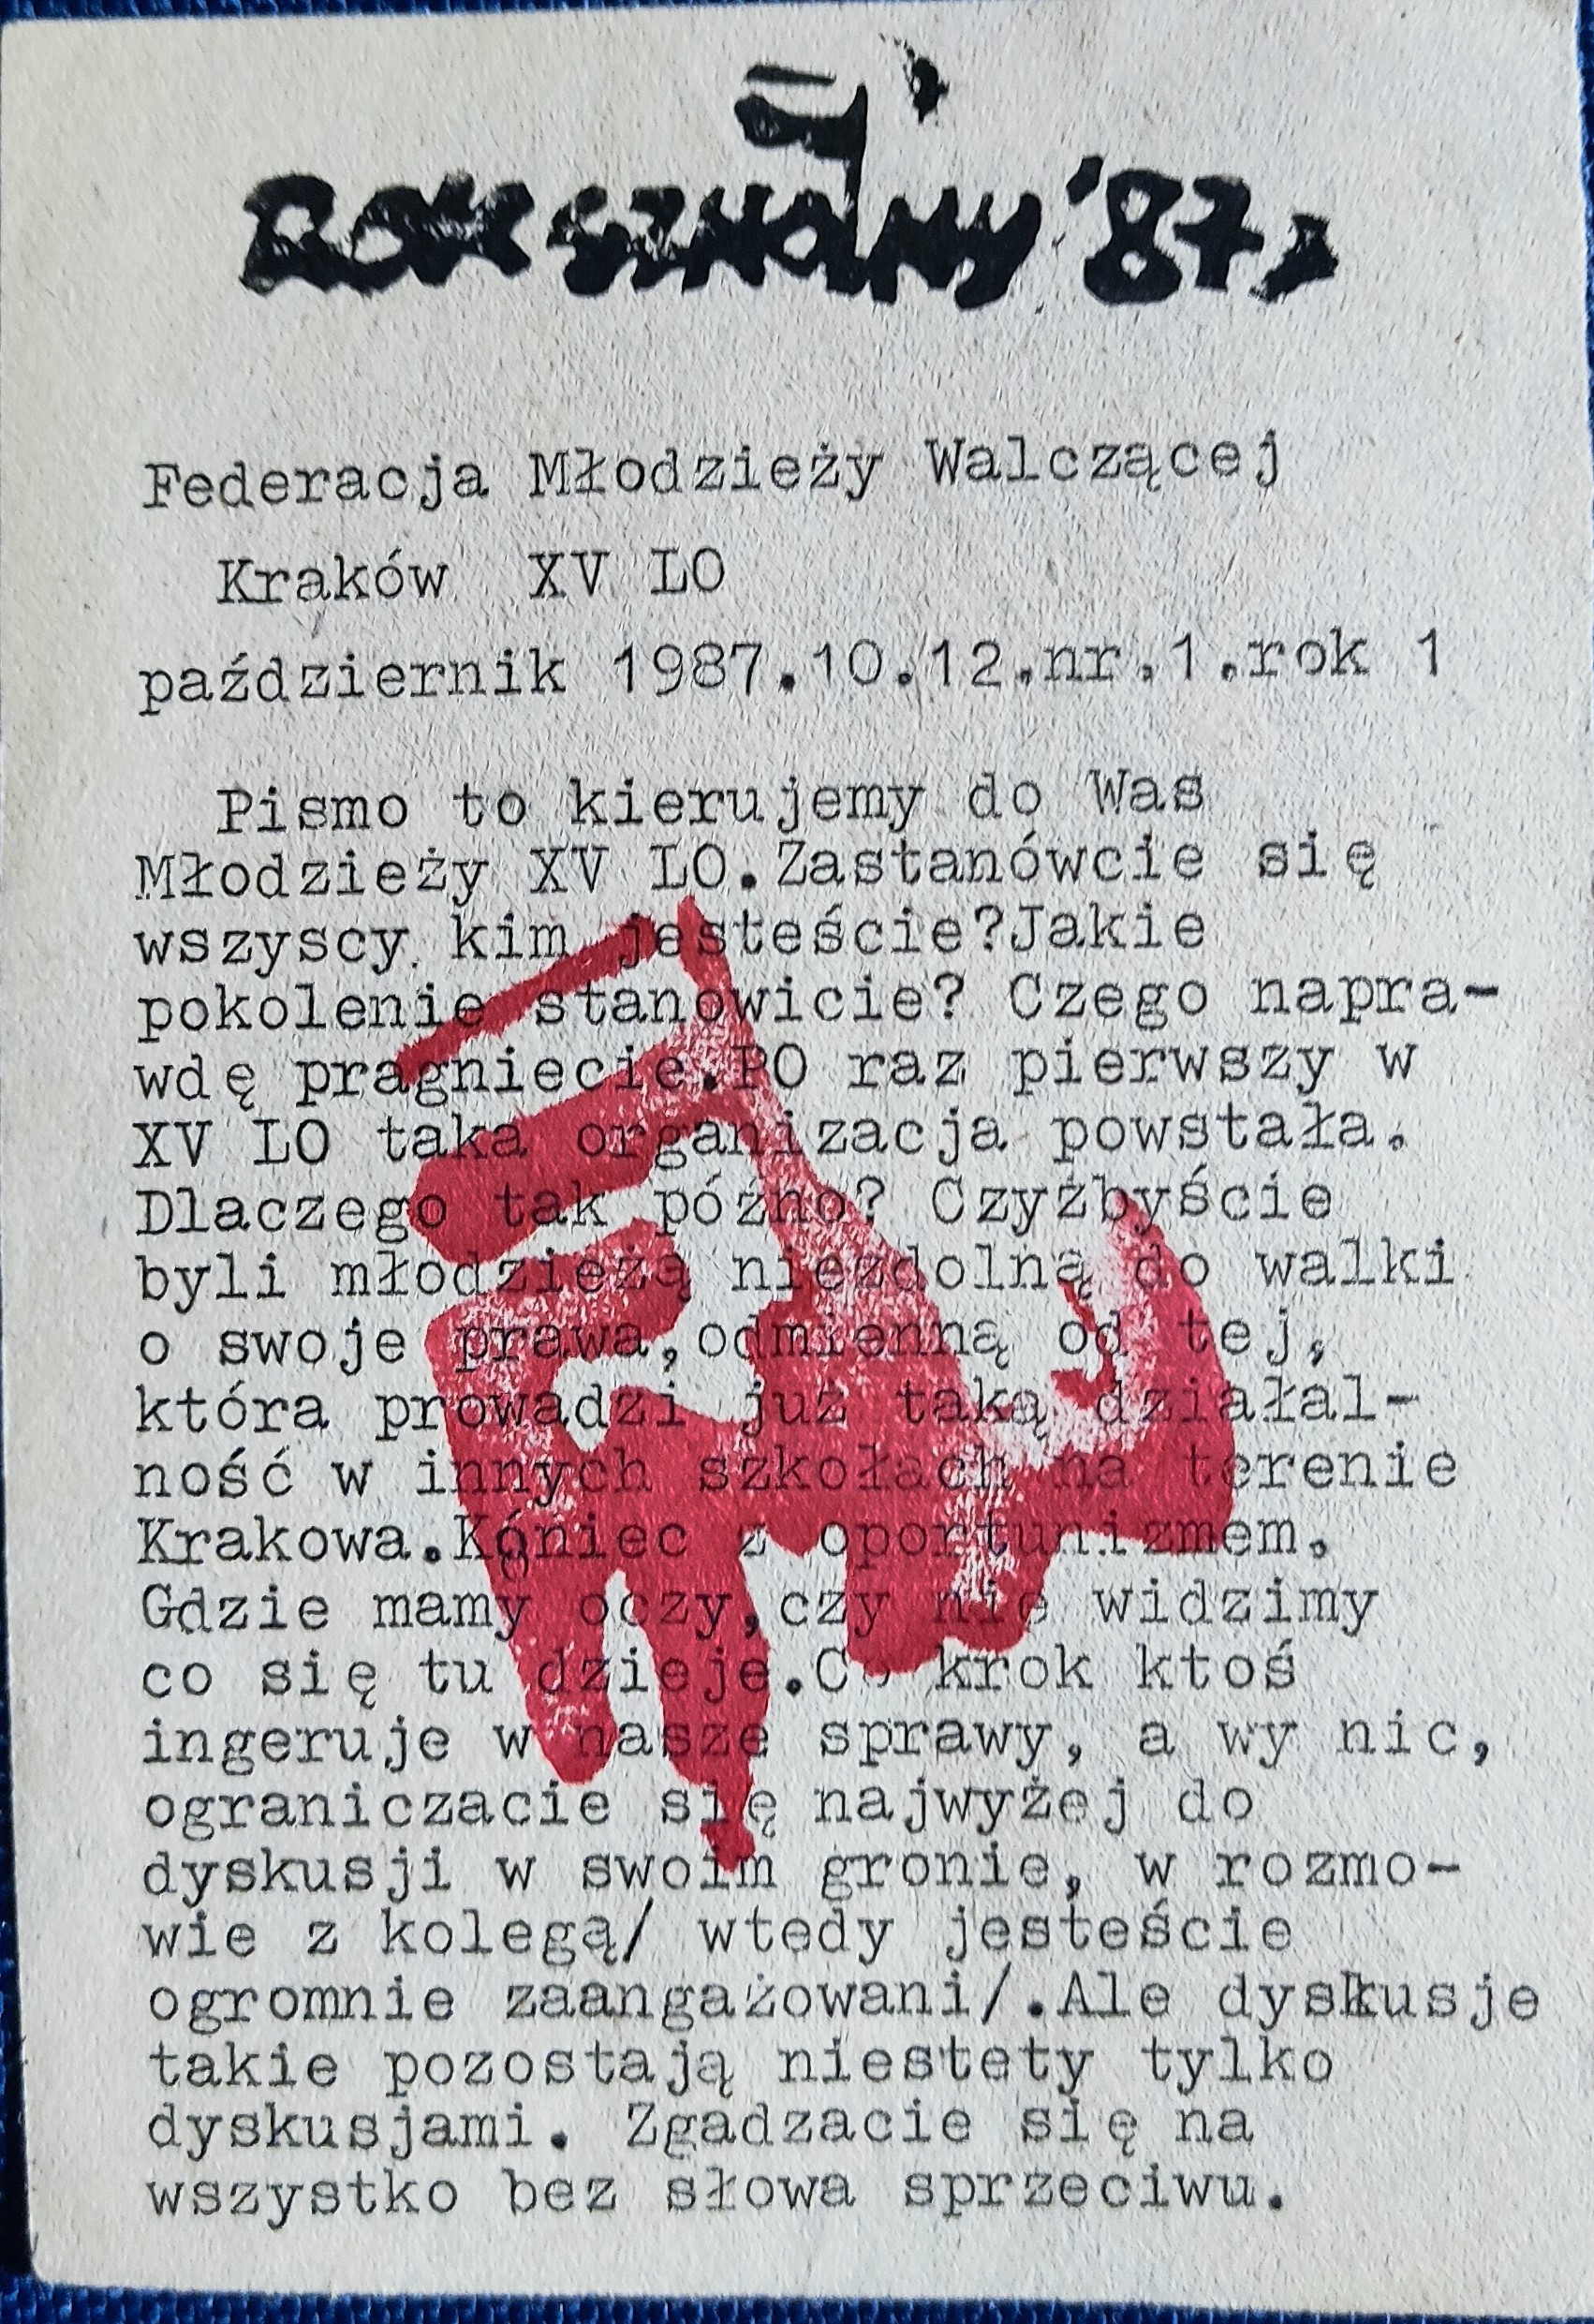 ROK SZKOLNY '87
Federacja Młodzieży Walczącej
Kraków XV LO
październik 1987.10.12.nr.1.rok 1
Pismo to kierujemy do Was
Młodzieży XV LO.Zastanówcie się
wszyscy kim jesteście?Jakie
pokolenie stanowicie? Czego napra-
wdę pragniecie.PO raz pierwszy w
XV LO taka organizacja powstała.
Dlaczego tak późno? Czyżbyście
byli młodzieżą niezdolną do walki
o swoje prawa,odmienną od tej,
która prowadzi już taką działal-
ność w innych szkołach na terenie
Krakowa.Koniec z oportunizmem.
Gdzie mamy oczy,czy nie widzimy
co się tu dzieje.Co krok ktoś
ingeruje w nasze sprawy, a wy nic,
ograniczacie się najwyżej do
dyskusji w swoim gronie, w rozmo-
wie z kolegą/ wtedy jesteście
ogromnie zaangażowani/.Ale dyskusje
takie pozostają niestety tylko
dyskusjami. Zgadzacie się na
wszystko bez słowa sprzeciwu.